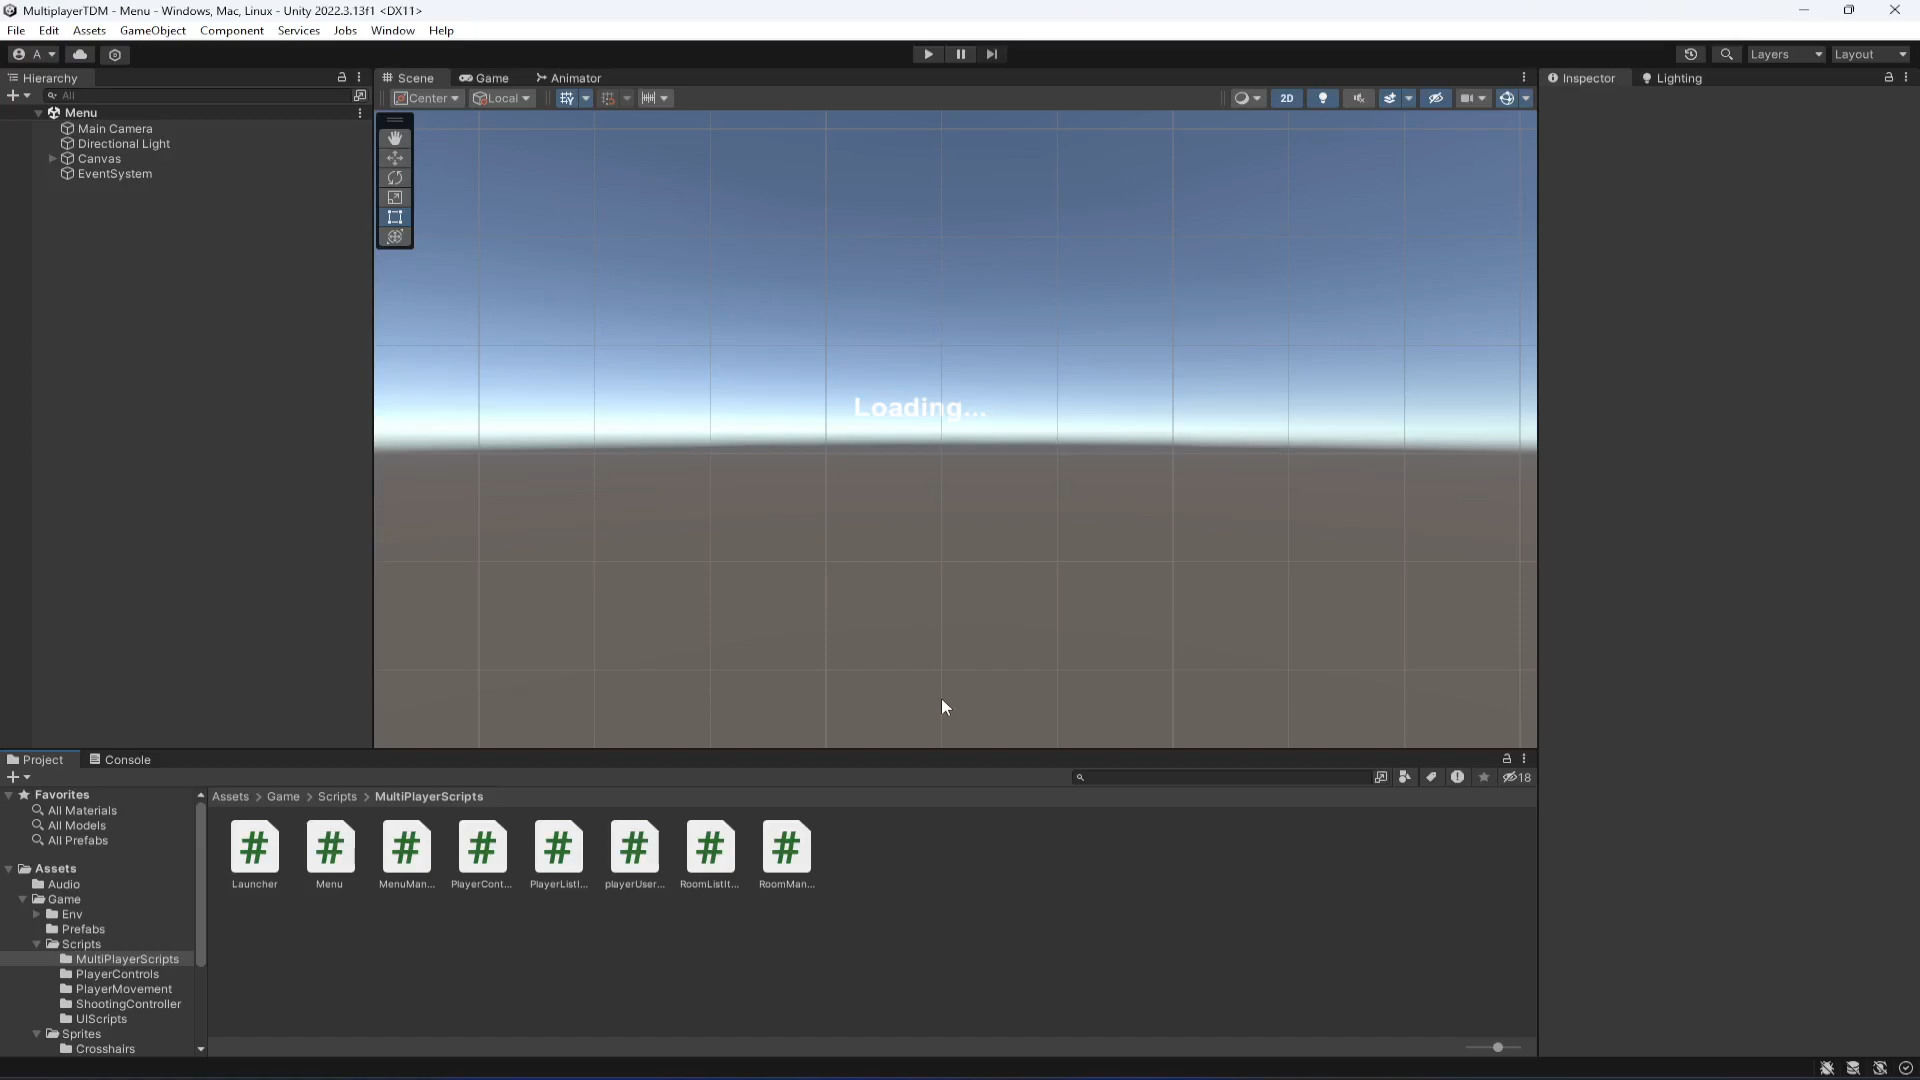 MultiplayerTDM - Menu - Windows, Mac, Linux - Unity 2022.3.13f1 <DX11>
File Edit Assets GameObject Component Services Jobs Window Help
A
Layers
Layout
Hierarchy
Scene
Game
Animator
Inspector
Lighting
All
Center
Local
2D
Menu
Main Camera
Directional Light
Canvas
EventSystem
Loading...
Project
Console
18
Favorites
All Materials
All Models
All Prefabs
Assets
Audio
Game
Env
Prefabs
Scripts
MultiPlayerScripts
PlayerControls
PlayerMovement
ShootingController
UIScripts
Sprites
Crosshairs
Assets > Game > Scripts > MultiPlayerScripts
Launcher
Menu
MenuMan...
PlayerCont...
PlayerListI...
playerUser...
RoomListIt...
RoomMan...